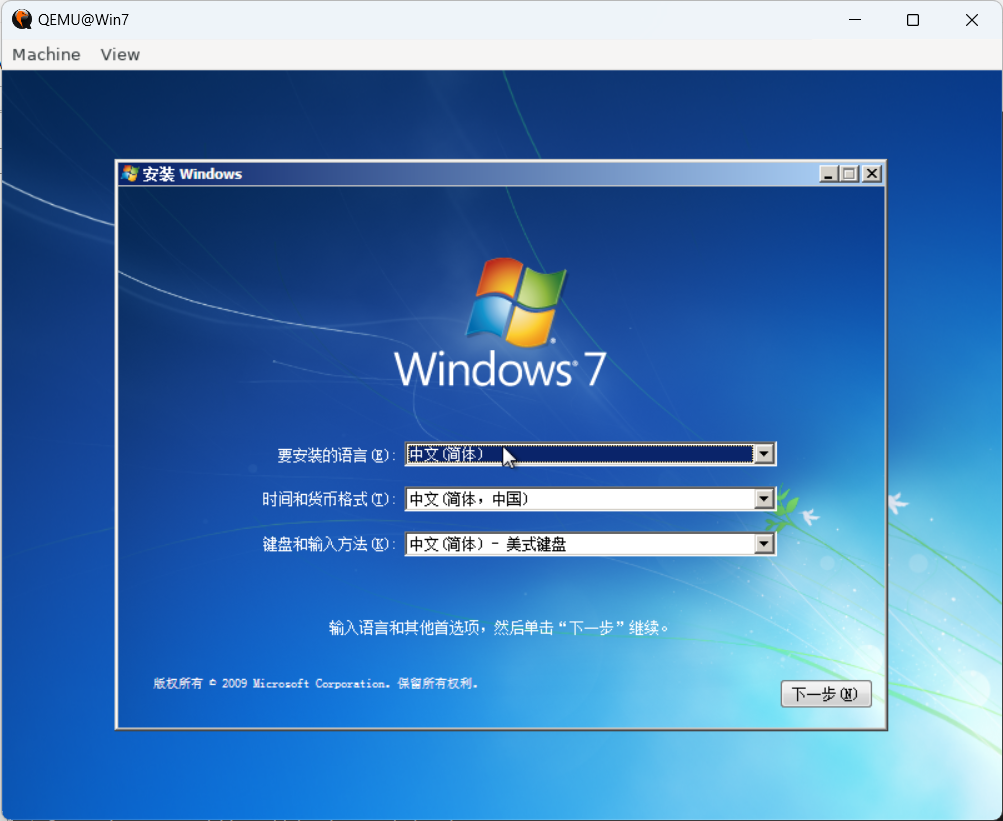 QEMU@Win7
Machine View
安装 Windows
Windows 7
要安装的语言(E): 中文(简体)
时间和货币格式(T): 中文(简体，中国)
键盘和输入方法(K): 中文(简体) - 美式键盘
输入语言和其他首选项，然后单击“下一步”继续。
版权所有 © 2009 Microsoft Corporation。保留所有权利。
下一步(N)